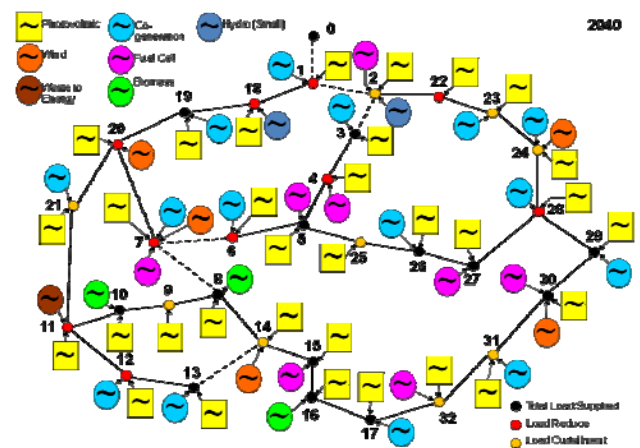 Photovoltaic
Co-
generation
Hydro (Small)
0
2040
Wind
Fuel Cell
Waste to
Energy
Biomass
1
2
22
18
19
23
20
3
24
4
21
28
7
6
5
25
26
27
29
8
30
9
10
11
14
15
31
12
13
16
17
32
Total Load Supplied
Load Reduce
Load Curtailment